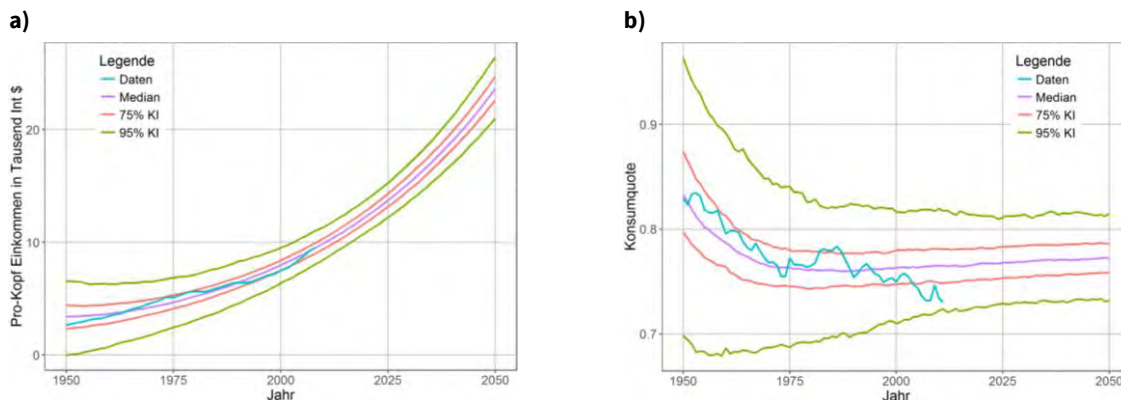 a)
Pro-Kopf Einkommen in Tausend Int $
20
10
0
Legende
Daten
Median
75% KI
95% KI
1950
1975
2000
2025
2050
Jahr
b)
Konsumquote
0.9
0.8
0.7
Legende
Daten
Median
75% KI
95% KI
1950
1975
2000
2025
2050
Jahr